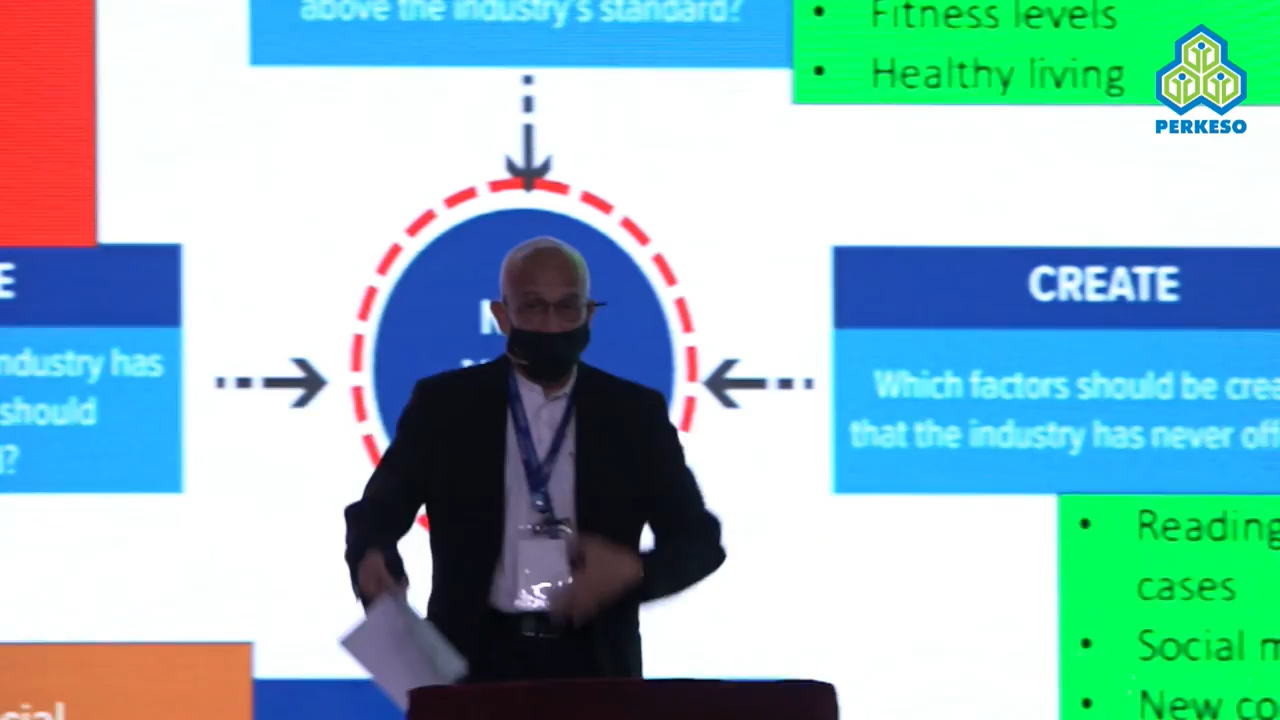 above the industry's standard?
Fitness levels
Healthy living
PERKESO
E
industry has
should
CREATE
Which factors should be crea
that the industry has never off
Reading
cases
Social m
New co
cial